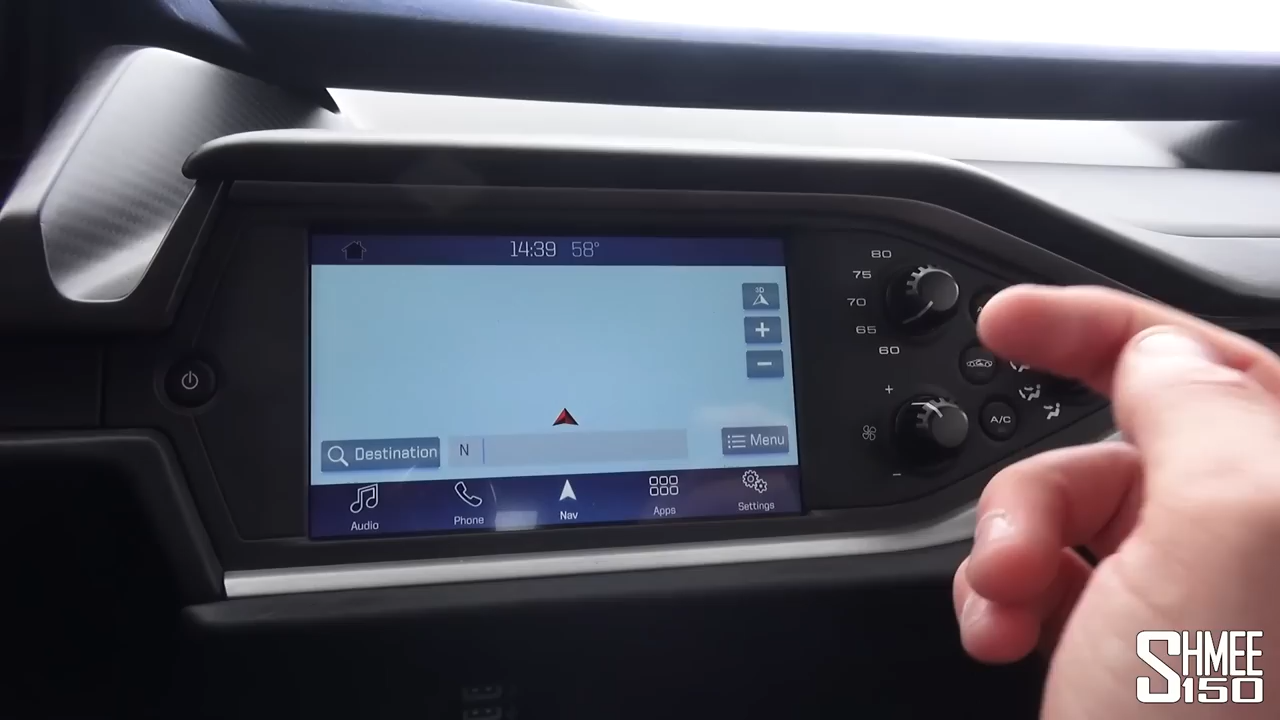 14:39 58°
3D
+
−
Destination
N
Menu
Audio
Phone
Nav
Apps
Settings
80
75
70
65
60
+
A/C
−
SHMEE
150